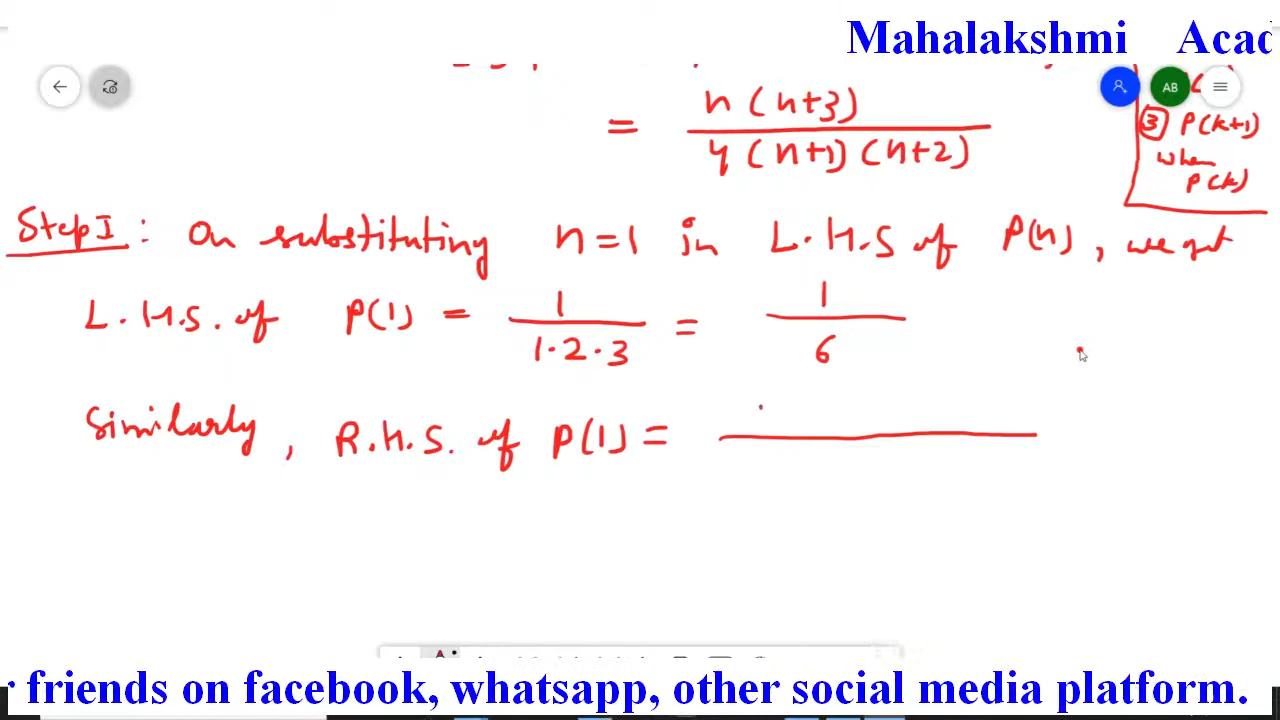 Mahalakshmi Acad
AB
= n(n+3) / 4(n+1)(n+2)
③ P(k+1)
when
P(k)
Step I : On substituting n=1 in L.H.S of P(n), we get
L.H.S. of P(1) = 1 / 1·2·3 = 1 / 6
Similarly, R.H.S. of P(1) =
r friends on facebook, whatsapp, other social media platform.